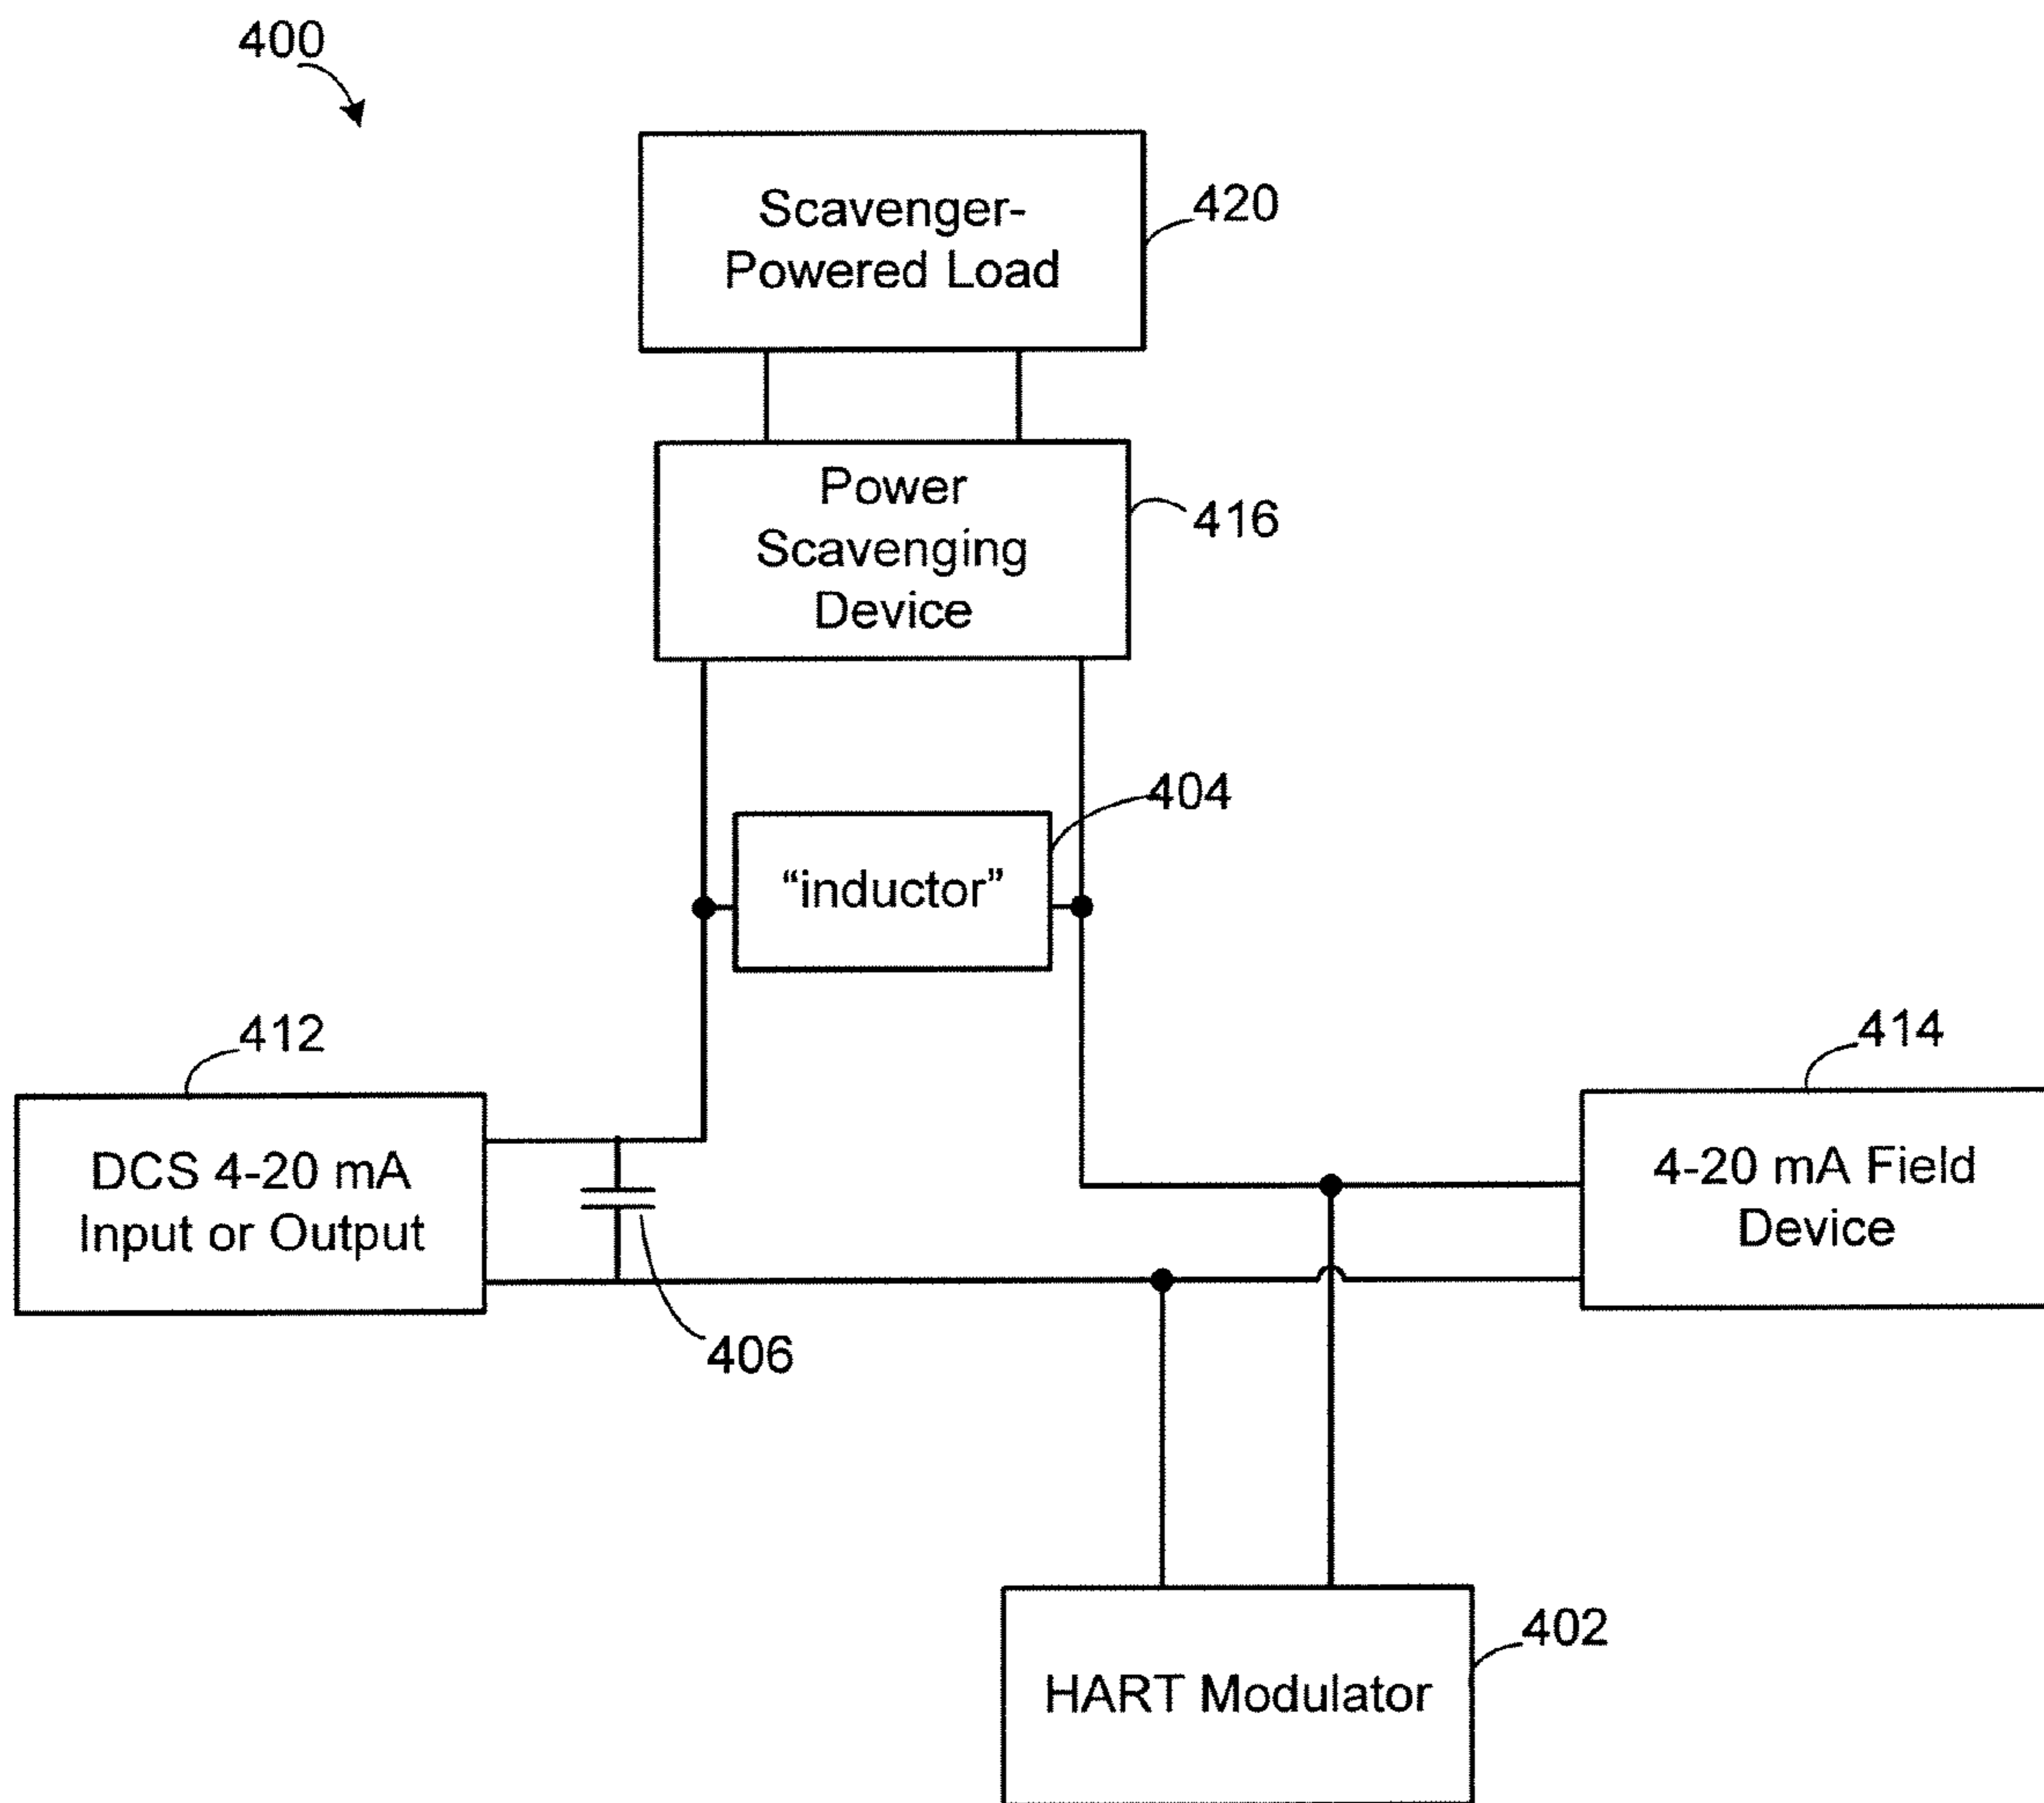 400
Scavenger-
Powered Load
420
Power
Scavenging
Device
416
404
“inductor”
412
414
DCS 4-20 mA
Input or Output
4-20 mA Field
Device
406
402
HART Modulator